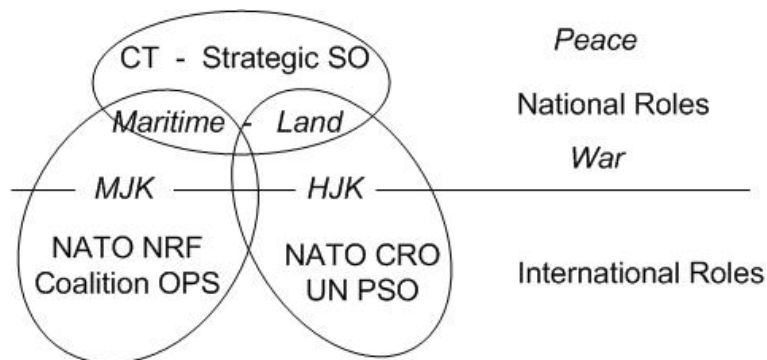 CT - Strategic SO
Peace
National Roles
Maritime - Land
War
MJK
HJK
NATO NRF
Coalition OPS
NATO CRO
UN PSO
International Roles